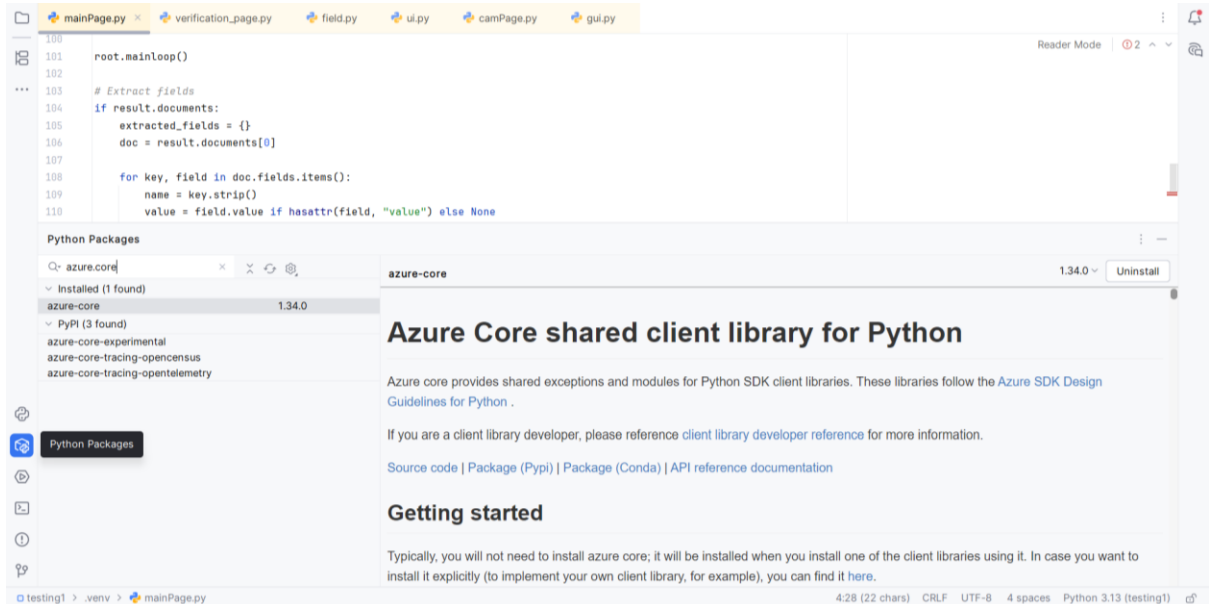 mainPage.py × verification_page.py field.py ui.py camPage.py gui.py
Reader Mode 2
100
101 root.mainloop()
102
103 # Extract fields
104 if result.documents:
105 extracted_fields = {}
106 doc = result.documents[0]
107
108 for key, field in doc.fields.items():
109 name = key.strip()
110 value = field.value if hasattr(field, "value") else None
Python Packages
azure.core
Installed (1 found)
azure-core 1.34.0
PyPI (3 found)
azure-core-experimental
azure-core-tracing-opencensus
azure-core-tracing-opentelemetry
Python Packages
azure-core 1.34.0 Uninstall
Azure Core shared client library for Python
Azure core provides shared exceptions and modules for Python SDK client libraries. These libraries follow the Azure SDK Design
Guidelines for Python .
If you are a client library developer, please reference client library developer reference for more information.
Source code | Package (Pypi) | Package (Conda) | API reference documentation
Getting started
Typically, you will not need to install azure core; it will be installed when you install one of the client libraries using it. In case you want to
install it explicitly (to implement your own client library, for example), you can find it here.
testing1 > .venv > mainPage.py 4:28 (22 chars) CRLF UTF-8 4 spaces Python 3.13 (testing1)